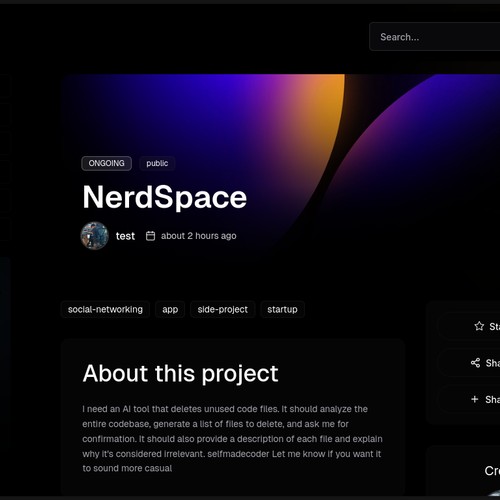 Search...
ONGOING public
NerdSpace
test about 2 hours ago
social-networking app side-project startup
About this project
I need an AI tool that deletes unused code files. It should analyze the
entire codebase, generate a list of files to delete, and ask me for
confirmation. It should also provide a description of each file and explain
why it's considered irrelevant. selfmadecoder Let me know if you want it
to sound more casual
Sta
Sha
Sha
Cr